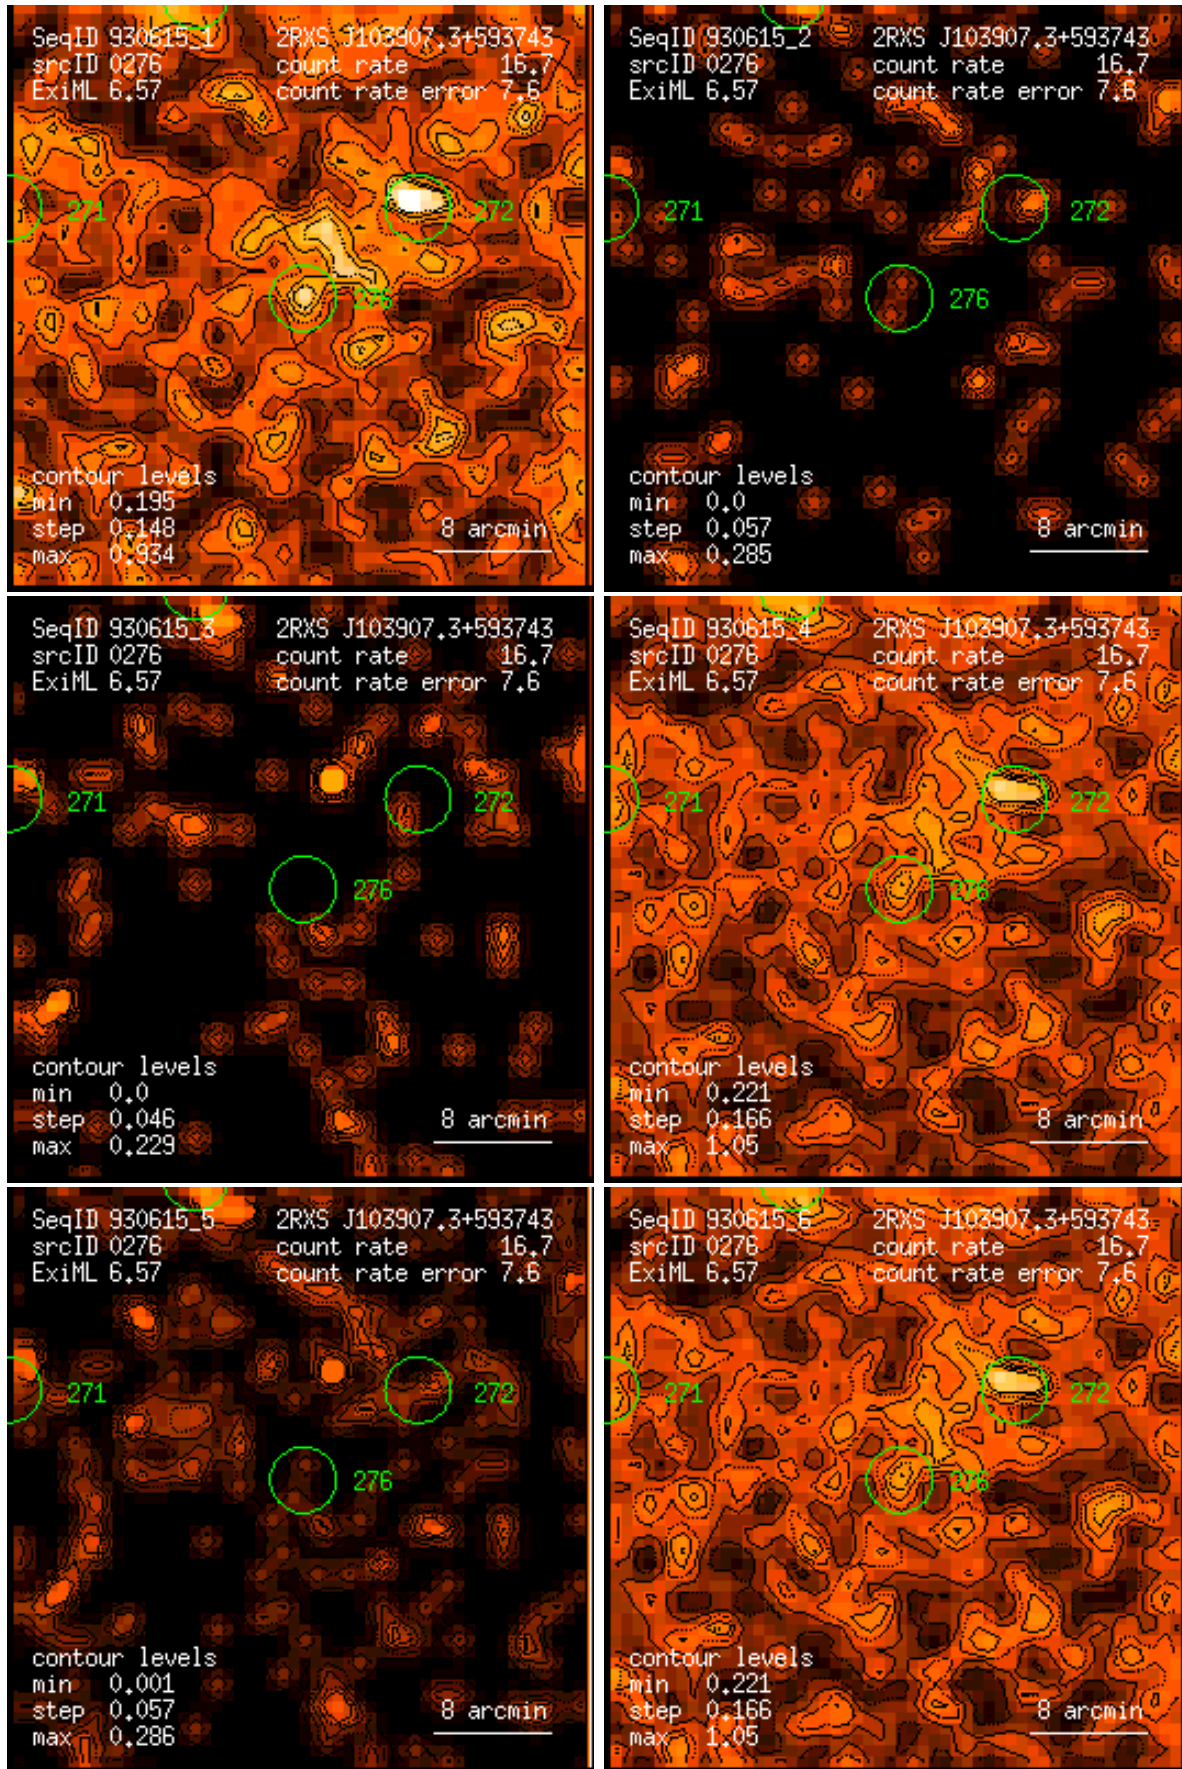 SeqID 930615_1 2RXS J103907.3+593743
srcID 0276 count rate 16.7
ExiML 6.57 count rate error 7.6
271 272
276
contour levels
min 0.195
step 0.148 8 arcmin
max 0.934
SeqID 930615_2 2RXS J103907.3+593743
srcID 0276 count rate 16.7
ExiML 6.57 count rate error 7.6
271 272
276
contour levels
min 0.0
step 0.057 8 arcmin
max 0.285
SeqID 930615_3 2RXS J103907.3+593743
srcID 0276 count rate 16.7
ExiML 6.57 count rate error 7.6
271 272
276
contour levels
min 0.0
step 0.046 8 arcmin
max 0.229
SeqID 930615_4 2RXS J103907.3+593743
srcID 0276 count rate 16.7
ExiML 6.57 count rate error 7.6
271 272
276
contour levels
min 0.221
step 0.166 8 arcmin
max 1.05
SeqID 930615_5 2RXS J103907.3+593743
srcID 0276 count rate 16.7
ExiML 6.57 count rate error 7.6
271 272
276
contour levels
min 0.001
step 0.057 8 arcmin
max 0.286
SeqID 930615_6 2RXS J103907.3+593743
srcID 0276 count rate 16.7
ExiML 6.57 count rate error 7.6
271 272
276
contour levels
min 0.221
step 0.166 8 arcmin
max 1.05